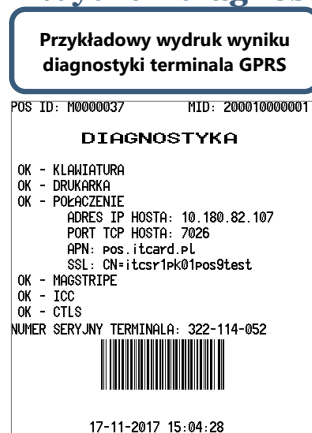 Przykładowy wydruk wyniku
diagnostyki terminala GPRS
POS ID: M0000037 MID: 200010000001
DIAGNOSTYKA
OK - KLAWIATURA
OK - DRUKARKA
OK - POŁĄCZENIE
ADRES IP HOSTA: 10.180.82.107
PORT TCP HOSTA: 7026
APN: pos.itcard.pl
SSL: CN=itcsr1pk01pos9test
OK - MAGSTRIPE
OK - ICC
OK - CTLS
NUMER SERYJNY TERMINALA: 322-114-052
17-11-2017 15:04:28